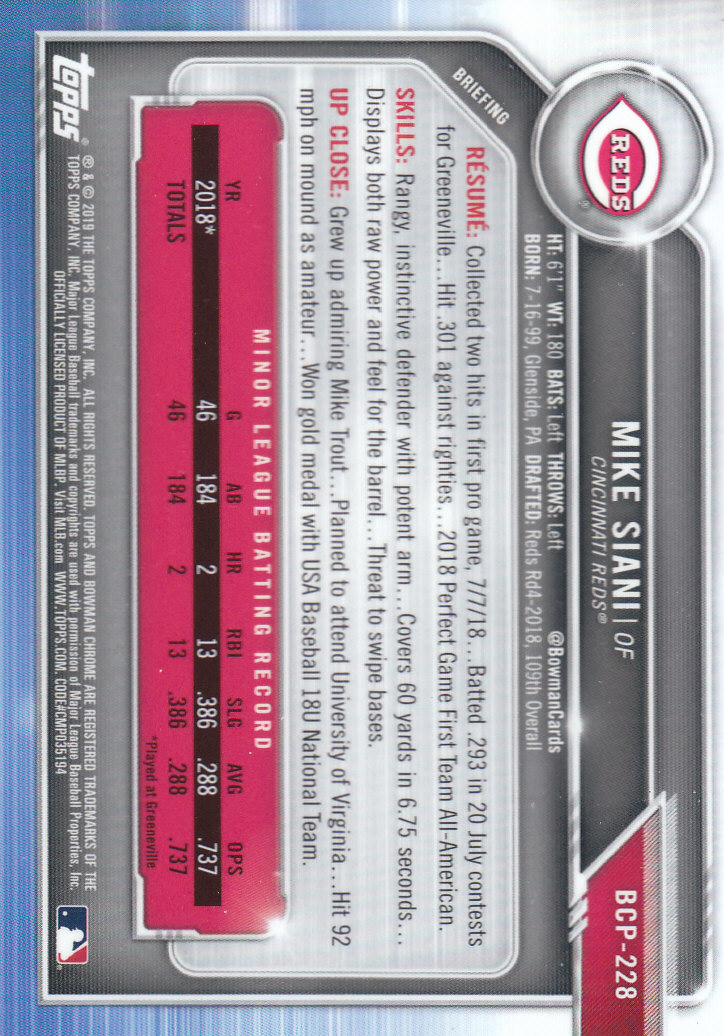 BCP-228
REDS
MIKE SIANI | OF
CINCINNATI REDS®
HT: 6'1" WT: 180 BATS: Left THROWS: Left @BowmanCards
BORN: 7-16-99, Glenside, PA DRAFTED: Reds Rd4-2018, 109th Overall
BRIEFING
RÉSUMÉ: Collected two hits in first pro game, 7/7/18...Batted .293 in 20 July contests
for Greeneville...Hit .301 against righties...2018 Perfect Game First Team All-American.
SKILLS: Rangy, instinctive defender with potent arm...Covers 60 yards in 6.75 seconds...
Displays both raw power and feel for the barrel...Threat to swipe bases.
UP CLOSE: Grew up admiring Mike Trout...Planned to attend University of Virginia...Hit 92
mph on mound as amateur...Won gold medal with USA Baseball 18U National Team.
MINOR LEAGUE BATTING RECORD
YR G AB HR RBI SLG AVG OPS
2018* 46 184 2 13 .386 .288 .737
TOTALS 46 184 2 13 .386 .288 .737
*Played at Greeneville
topps®
® & © 2019 THE TOPPS COMPANY, INC. ALL RIGHTS RESERVED. TOPPS AND BOWMAN CHROME ARE REGISTERED TRADEMARKS OF THE
TOPPS COMPANY, INC. Major League Baseball trademarks and copyrights are used with permission of Major League Baseball Properties, Inc.
OFFICIALLY LICENSED PRODUCT OF MLBP. Visit MLB.com WWW.TOPPS.COM. CODE#CMP035194